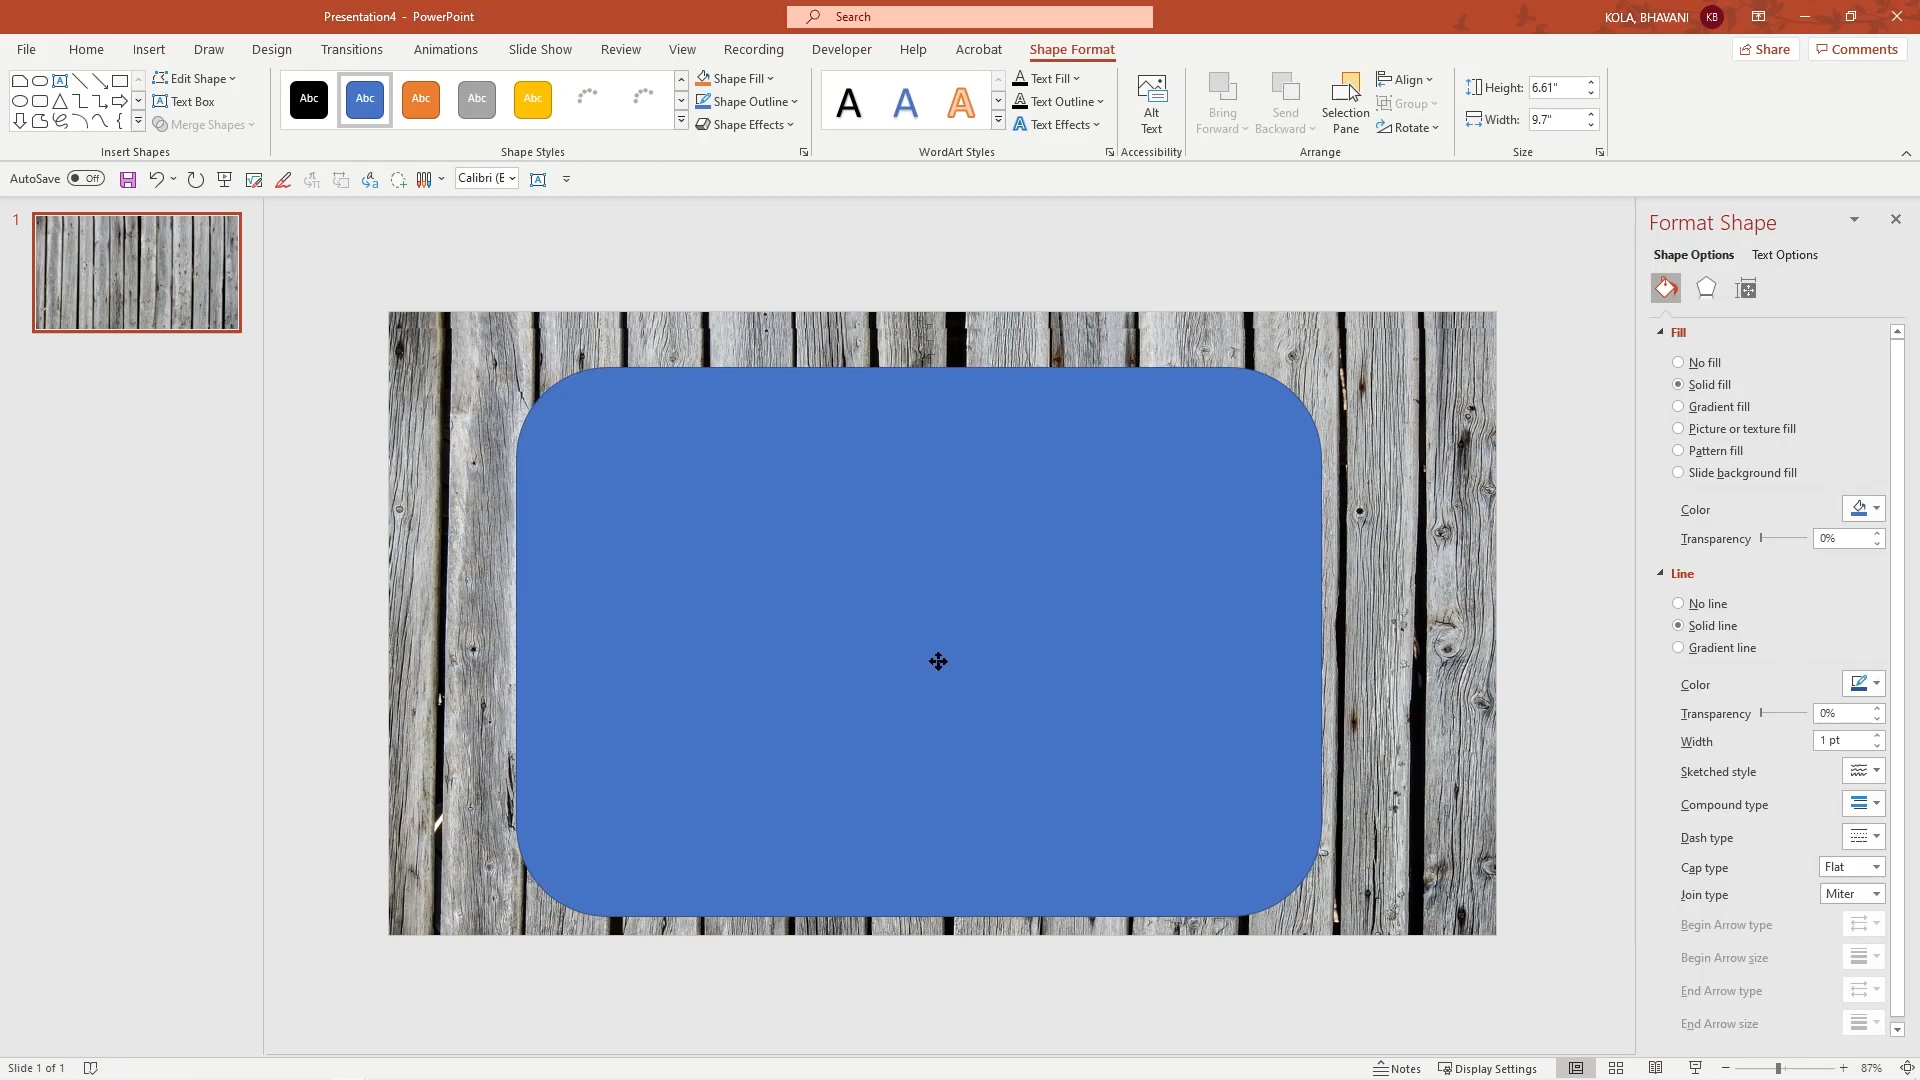 Presentation4 - PowerPoint
Search
KOLA, BHAVANI KB
File Home Insert Draw Design Transitions Animations Slide Show Review View Recording Developer Help Acrobat Shape Format
Share Comments
Edit Shape
A Text Box
Merge Shapes
Insert Shapes
Abc Abc Abc Abc Abc
Shape Fill
Shape Outline
Shape Effects
Shape Styles
A A A
A Text Fill
A Text Outline
A Text Effects
WordArt Styles
Alt Text
Accessibility
Bring Forward
Send Backward
Selection Pane
Align
Group
Rotate
Arrange
Height: 6.61"
Width: 9.7"
Size
AutoSave Off
Calibri (E
1
Format Shape
Shape Options Text Options
Fill
No fill
Solid fill
Gradient fill
Picture or texture fill
Pattern fill
Slide background fill
Color
Transparency 0%
Line
No line
Solid line
Gradient line
Color
Transparency 0%
Width 1 pt
Sketched style
Compound type
Dash type
Cap type Flat
Join type Miter
Begin Arrow type
Begin Arrow size
End Arrow type
End Arrow size
Slide 1 of 1
Notes Display Settings 87%